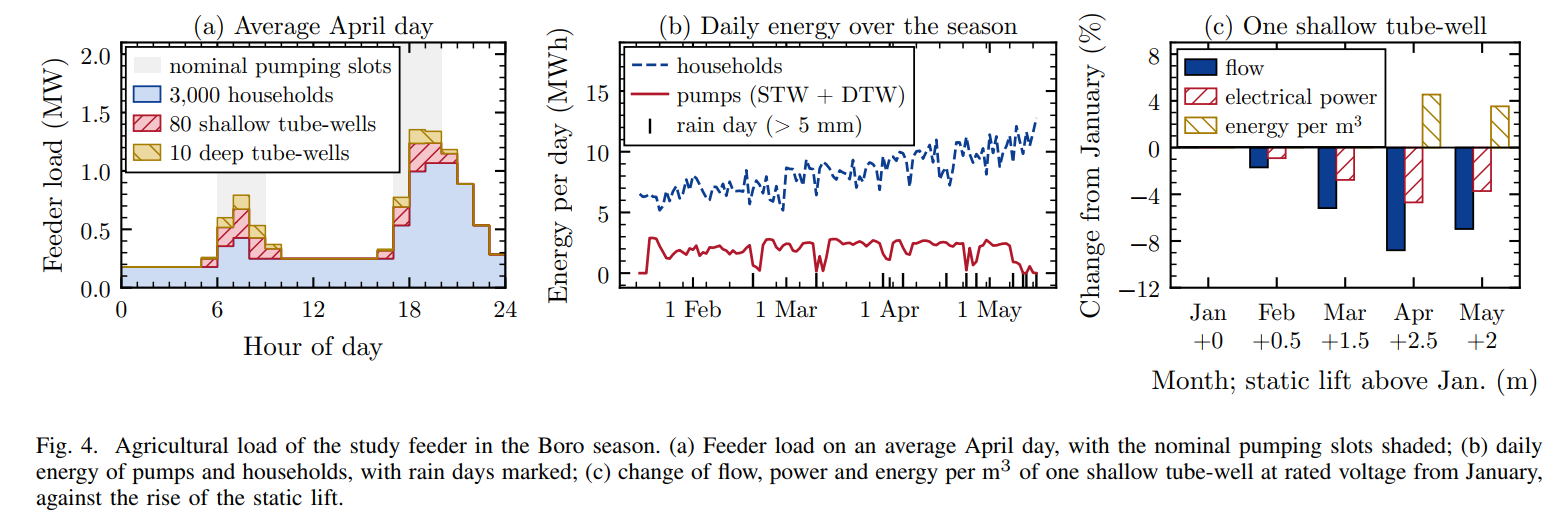 (a) Average April day
Feeder load (MW)
2.0
1.5
1.0
0.5
0.0
nominal pumping slots
3,000 households
80 shallow tube-wells
10 deep tube-wells
0 6 12 18 24
Hour of day
(b) Daily energy over the season
Energy per day (MWh)
15
10
5
0
households
pumps (STW + DTW)
rain day (> 5 mm)
1 Feb 1 Mar 1 Apr 1 May
(c) One shallow tube-well
Change from January (%)
8
4
0
−4
−8
−12
flow
electrical power
energy per m³
Jan Feb Mar Apr May
+0 +0.5 +1.5 +2.5 +2
Month; static lift above Jan. (m)
Fig. 4. Agricultural load of the study feeder in the Boro season. (a) Feeder load on an average April day, with the nominal pumping slots shaded; (b) daily
energy of pumps and households, with rain days marked; (c) change of flow, power and energy per m³ of one shallow tube-well at rated voltage from January,
against the rise of the static lift.